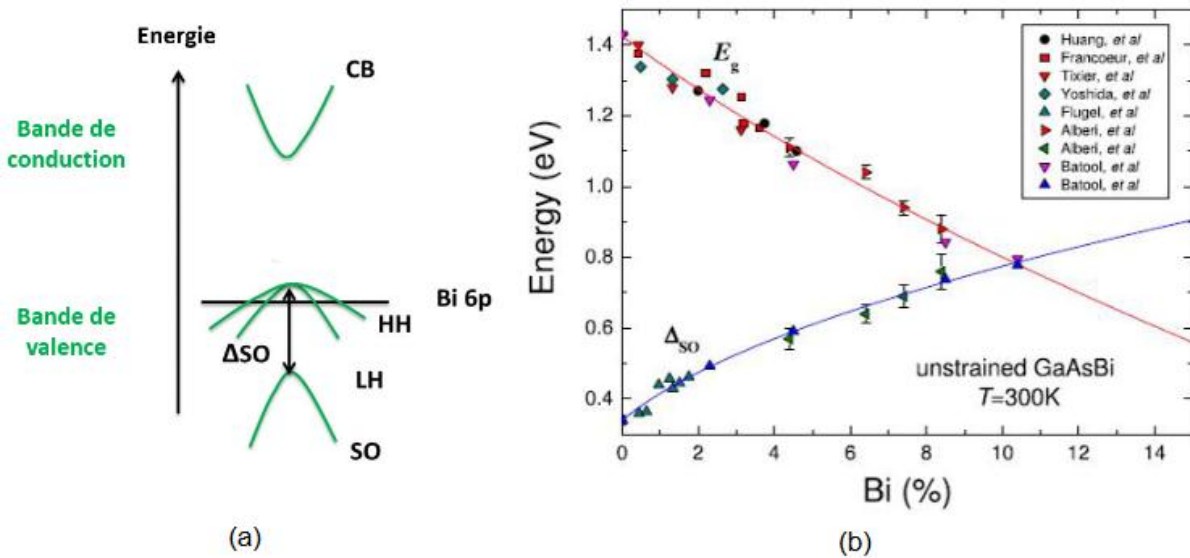 Energie
CB
Bande de
conduction
Bi 6p
HH
Bande de
valence
ΔSO
LH
SO
(a)
Energy (eV)
1.4
1.2
1.0
0.8
0.6
0.4
E_g
Δ_SO
Huang, et al
Francoeur, et al
Tixier, et al
Yoshida, et al
Flugel, et al
Alberi, et al
Alberi, et al
Batool, et al
Batool, et al
unstrained GaAsBi
T=300K
0 2 4 6 8 10 12 14
Bi (%)
(b)